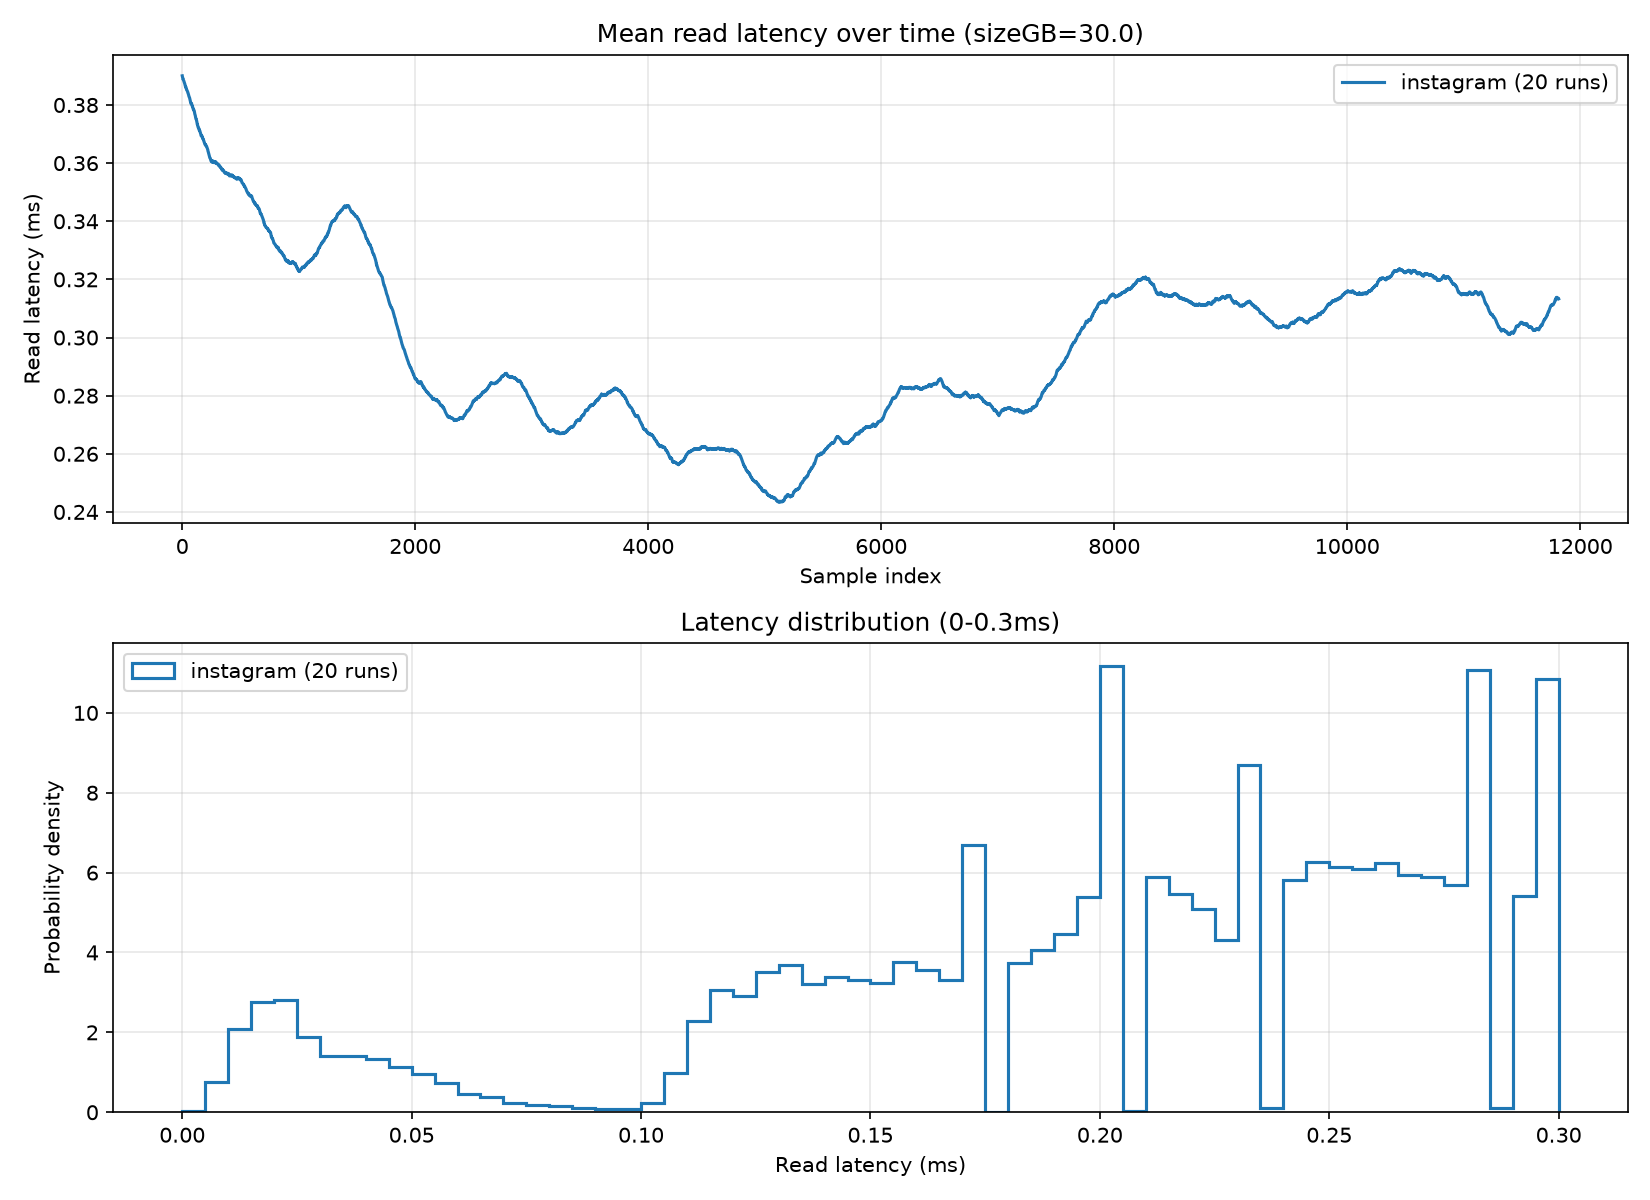 Mean read latency over time (sizeGB=30.0)
instagram (20 runs)
Read latency (ms)
0.38
0.36
0.34
0.32
0.30
0.28
0.26
0.24
0 2000 4000 6000 8000 10000 12000
Sample index
Latency distribution (0-0.3ms)
instagram (20 runs)
Probability density
10
8
6
4
2
0
0.00 0.05 0.10 0.15 0.20 0.25 0.30
Read latency (ms)